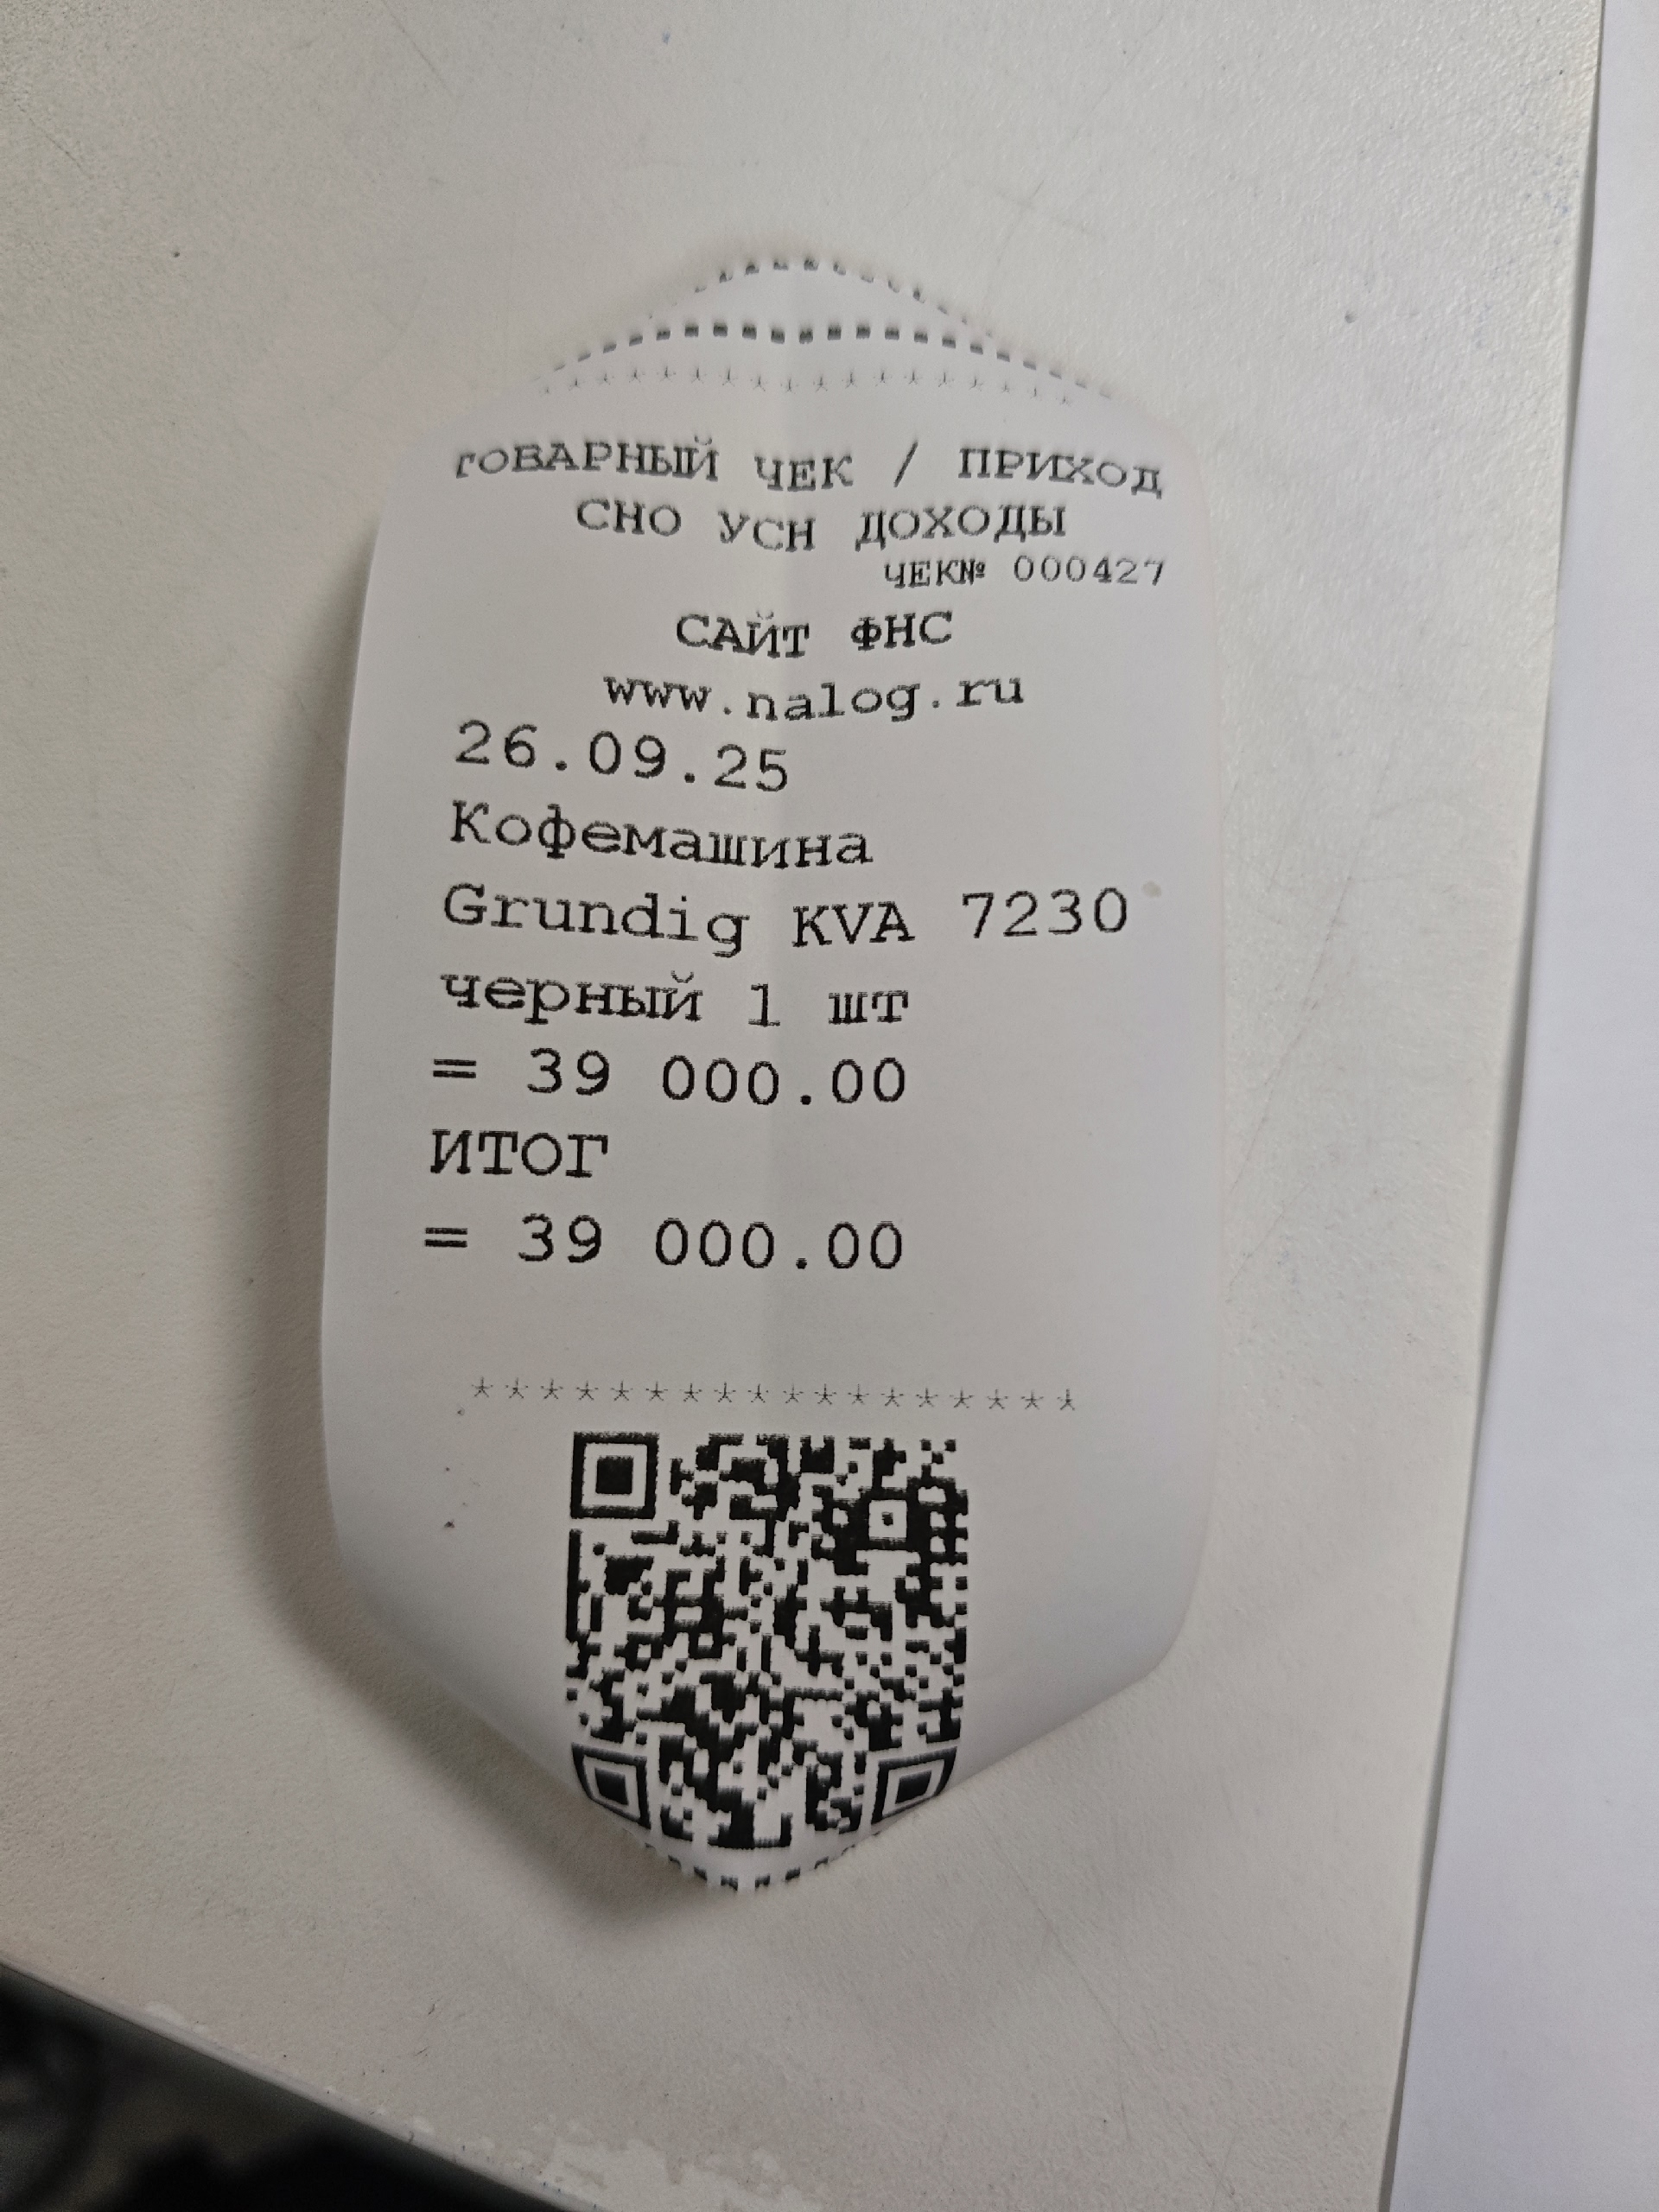 ТОВАРНЫЙ ЧЕК / ПРИХОД
СНО УСН ДОХОДЫ
ЧЕК№ 000427
САЙТ ФНС
www.nalog.ru
26.09.25
Кофемашина
Grundig KVA 7230
черный 1 шт
= 39 000.00
ИТОГ
= 39 000.00
******************